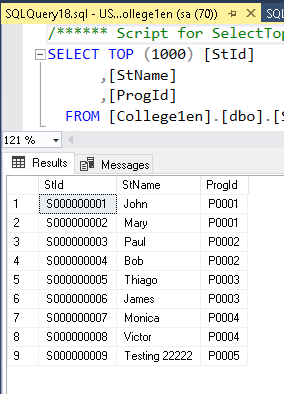 SQLQuery18.sql - US...ollege1en (sa (70))
SQL
/****** Script for SelectTop
SELECT TOP (1000) [StId]
,[StName]
,[ProgId]
FROM [College1en].[dbo].[S
121 %
Results Messages
StId StName ProgId
1 S000000001 John P0001
2 S000000002 Mary P0001
3 S000000003 Paul P0002
4 S000000004 Bob P0002
5 S000000005 Thiago P0003
6 S000000006 James P0003
7 S000000007 Monica P0004
8 S000000008 Victor P0004
9 S000000009 Testing 22222 P0005